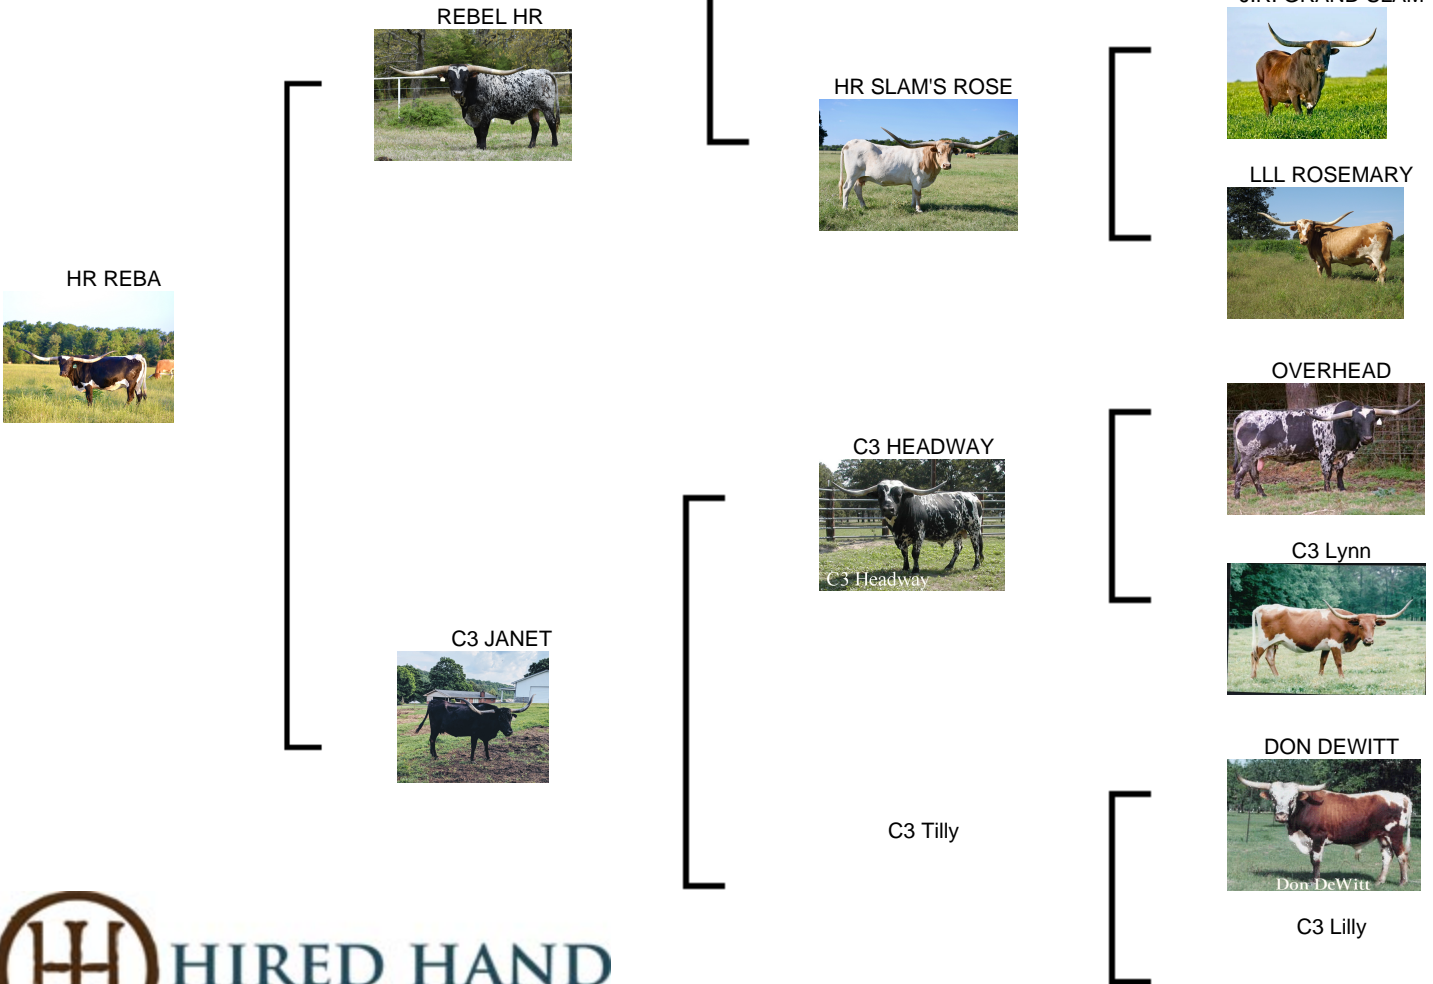 REBEL HR
HR SLAM'S ROSE
LLL ROSEMARY
HR REBA
OVERHEAD
C3 HEADWAY
C3 Headway
C3 Lynn
C3 JANET
DON DEWITT
Don DeWitt
C3 Tilly
C3 Lilly
HIRED HAND